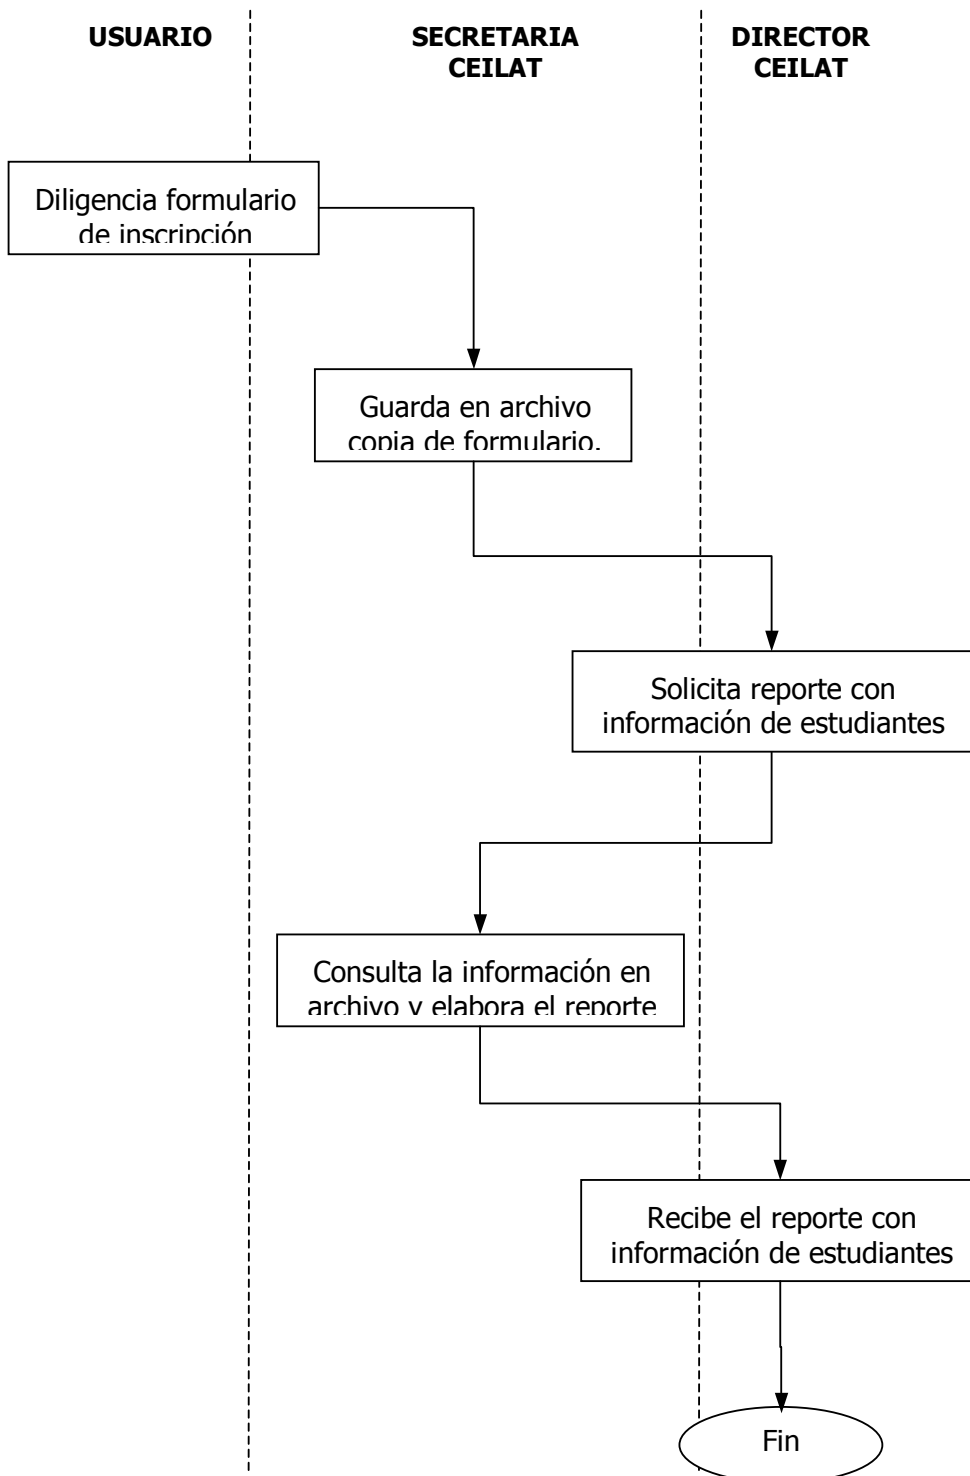 USUARIO
SECRETARIA
CEILAT
DIRECTOR
CEILAT
Diligencia formulario
de inscripción
Guarda en archivo
copia de formulario.
Solicita reporte con
información de estudiantes
Consulta la información en
archivo y elabora el reporte
Recibe el reporte con
información de estudiantes
Fin